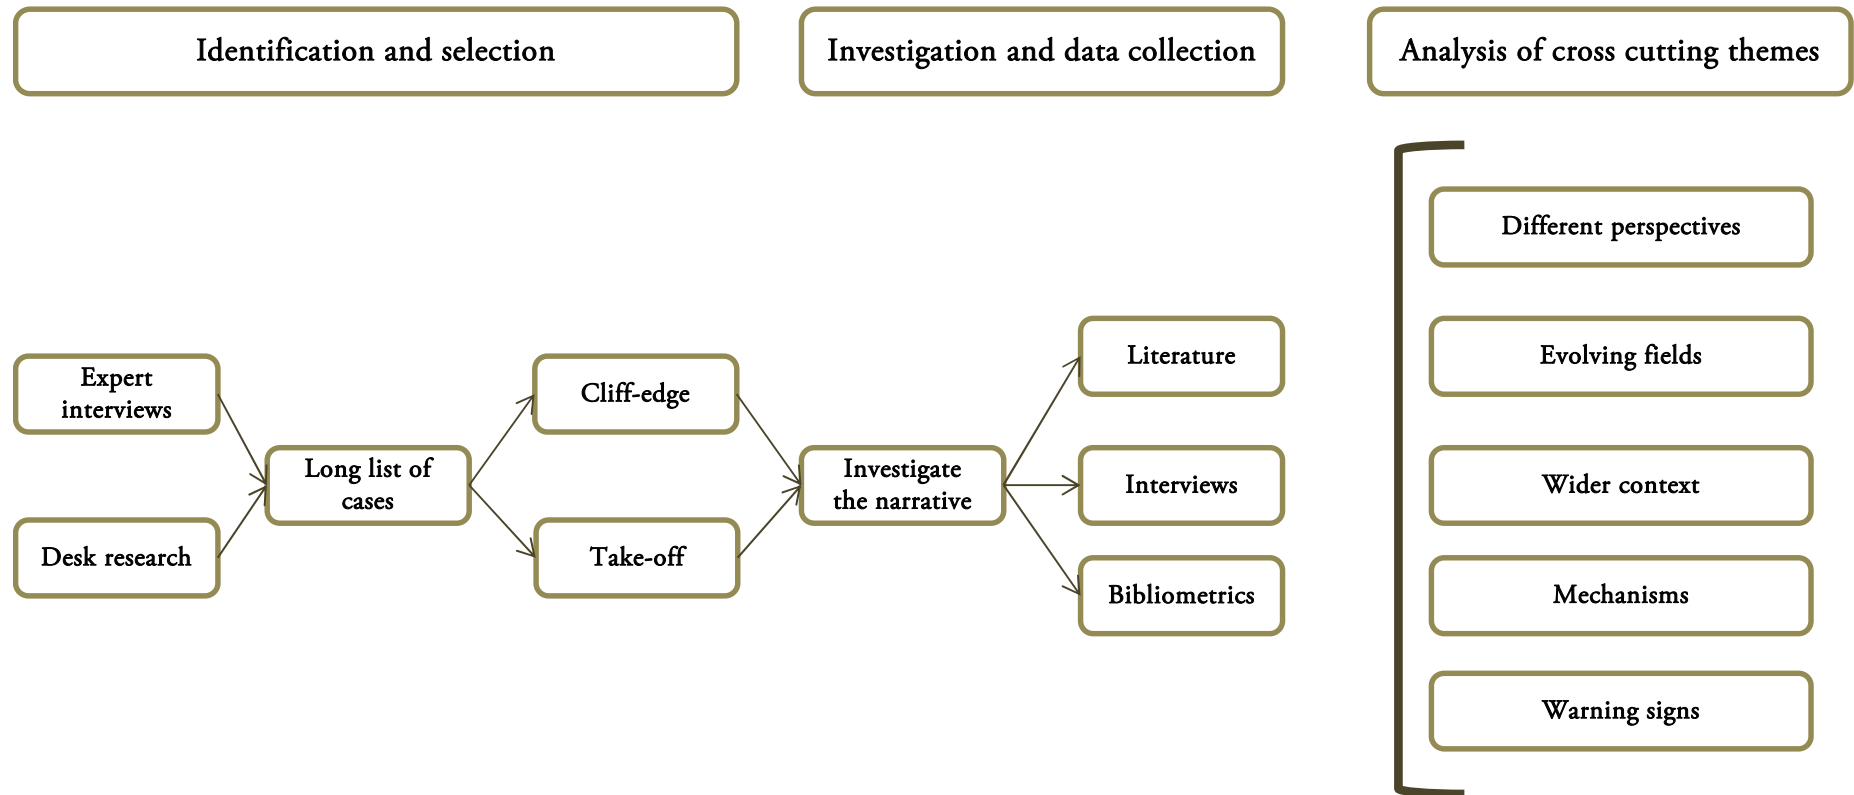 Identification and selection
Investigation and data collection
Analysis of cross cutting themes
Expert
interviews
Desk research
Long list of
cases
Cliff-edge
Take-off
Investigate
the narrative
Literature
Interviews
Bibliometrics
Different perspectives
Evolving fields
Wider context
Mechanisms
Warning signs